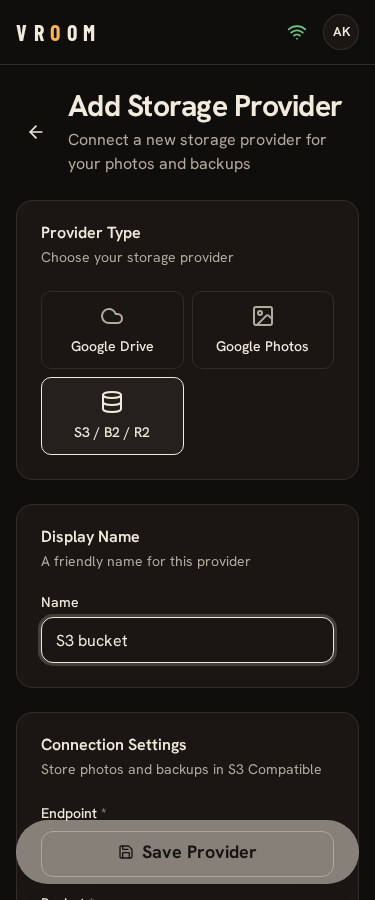 VROOM
AK
Add Storage Provider
Connect a new storage provider for
your photos and backups
Provider Type
Choose your storage provider
Google Drive
Google Photos
S3 / B2 / R2
Display Name
A friendly name for this provider
Name
S3 bucket
Connection Settings
Store photos and backups in S3 Compatible
Endpoint *
Save Provider